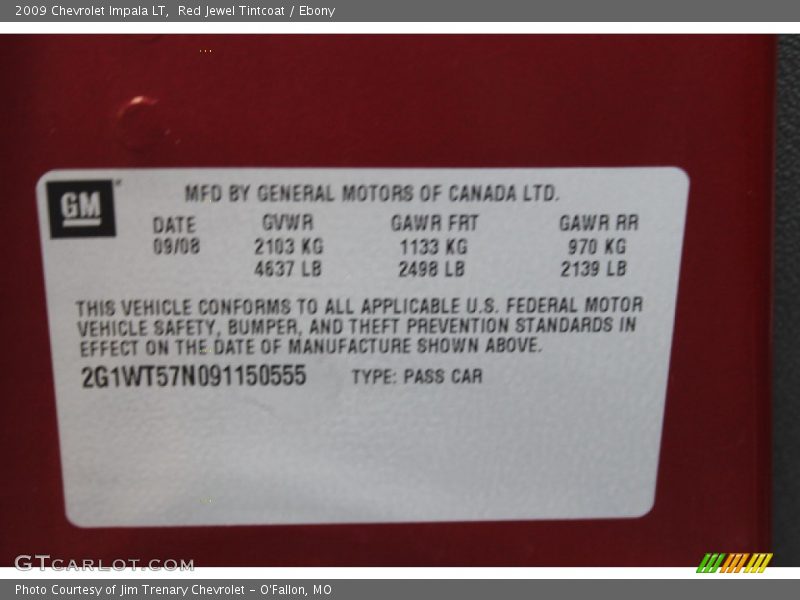 2009 Chevrolet Impala LT,  Red Jewel Tintcoat / Ebony
GM
MFD BY GENERAL MOTORS OF CANADA LTD.
DATE GVWR GAWR FRT GAWR RR
09/08 2103 KG 1133 KG 970 KG
4637 LB 2498 LB 2139 LB
THIS VEHICLE CONFORMS TO ALL APPLICABLE U.S. FEDERAL MOTOR
VEHICLE SAFETY, BUMPER, AND THEFT PREVENTION STANDARDS IN
EFFECT ON THE DATE OF MANUFACTURE SHOWN ABOVE.
2G1WT57N091150555 TYPE: PASS CAR
GTCARLOT.COM
Photo Courtesy of Jim Trenary Chevrolet - O'Fallon, MO